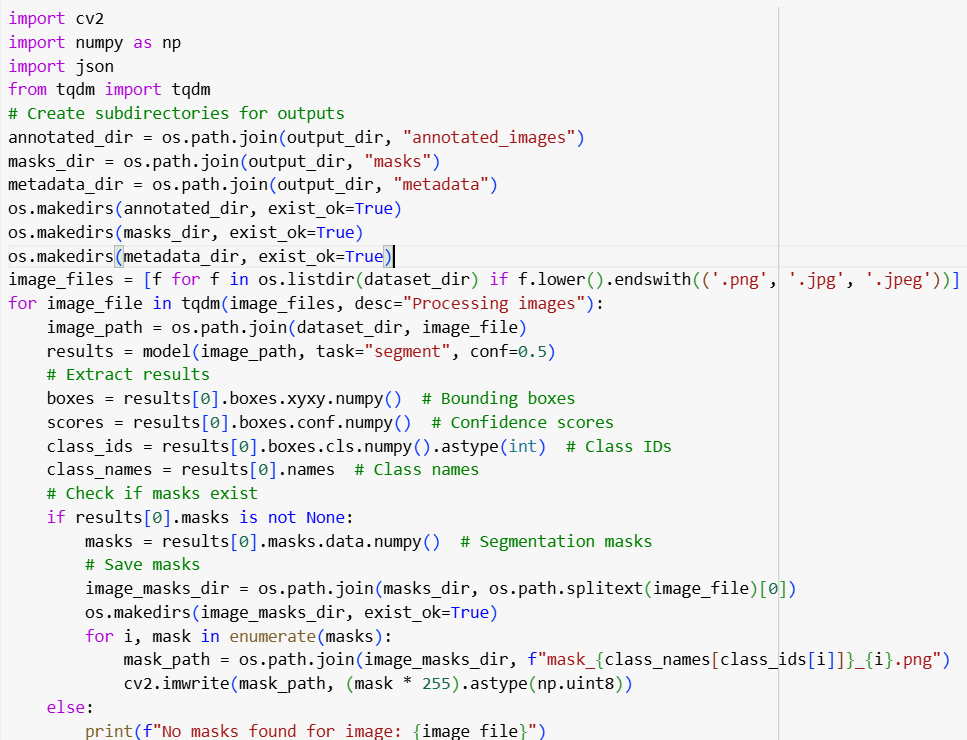 import cv2
import numpy as np
import json
from tqdm import tqdm
# Create subdirectories for outputs
annotated_dir = os.path.join(output_dir, "annotated_images")
masks_dir = os.path.join(output_dir, "masks")
metadata_dir = os.path.join(output_dir, "metadata")
os.makedirs(annotated_dir, exist_ok=True)
os.makedirs(masks_dir, exist_ok=True)
os.makedirs(metadata_dir, exist_ok=True)
image_files = [f for f in os.listdir(dataset_dir) if f.lower().endswith(('.png', '.jpg', '.jpeg'))]
for image_file in tqdm(image_files, desc="Processing images"):
    image_path = os.path.join(dataset_dir, image_file)
    results = model(image_path, task="segment", conf=0.5)
    # Extract results
    boxes = results[0].boxes.xyxy.numpy()  # Bounding boxes
    scores = results[0].boxes.conf.numpy()  # Confidence scores
    class_ids = results[0].boxes.cls.numpy().astype(int)  # Class IDs
    class_names = results[0].names  # Class names
    # Check if masks exist
    if results[0].masks is not None:
        masks = results[0].masks.data.numpy()  # Segmentation masks
        # Save masks
        image_masks_dir = os.path.join(masks_dir, os.path.splitext(image_file)[0])
        os.makedirs(image_masks_dir, exist_ok=True)
        for i, mask in enumerate(masks):
            mask_path = os.path.join(image_masks_dir, f"mask_{class_names[class_ids[i]]}_{i}.png")
            cv2.imwrite(mask_path, (mask * 255).astype(np.uint8))
    else:
        print(f"No masks found for image: {image_file}")